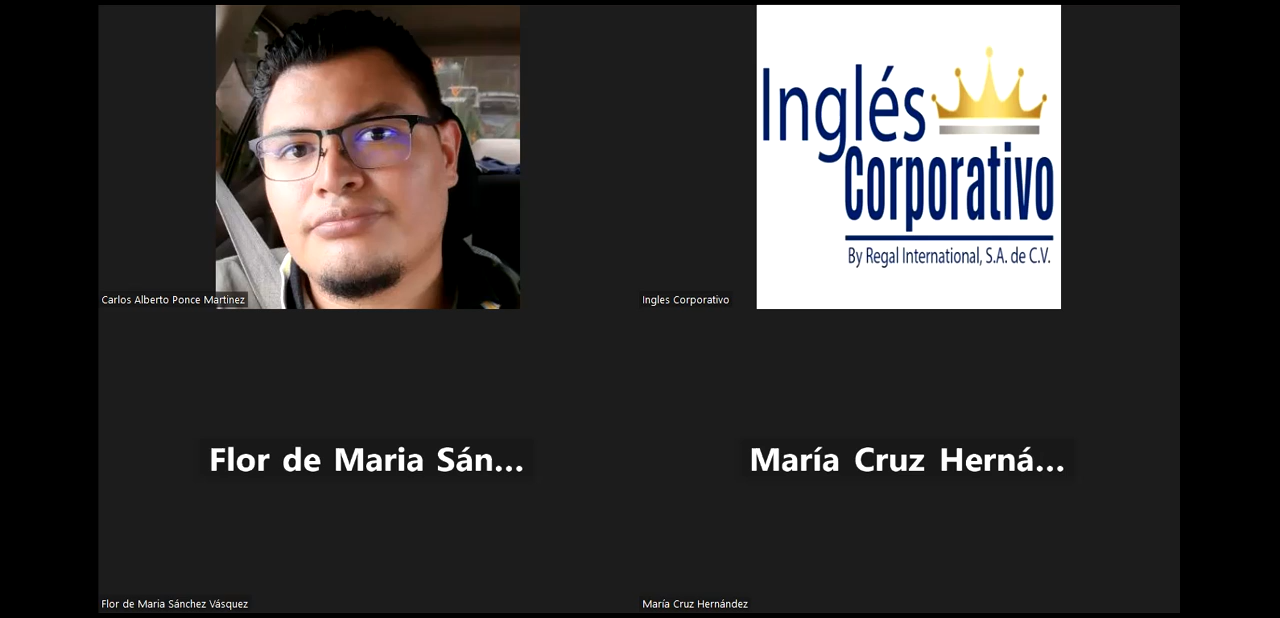 Inglés
Corporativo
By Regal International, S.A. de C.V.
Carlos Alberto Ponce Martinez
Ingles Corporativo
Flor de Maria Sán...
María Cruz Herná...
Flor de Maria Sánchez Vásquez
María Cruz Hernández